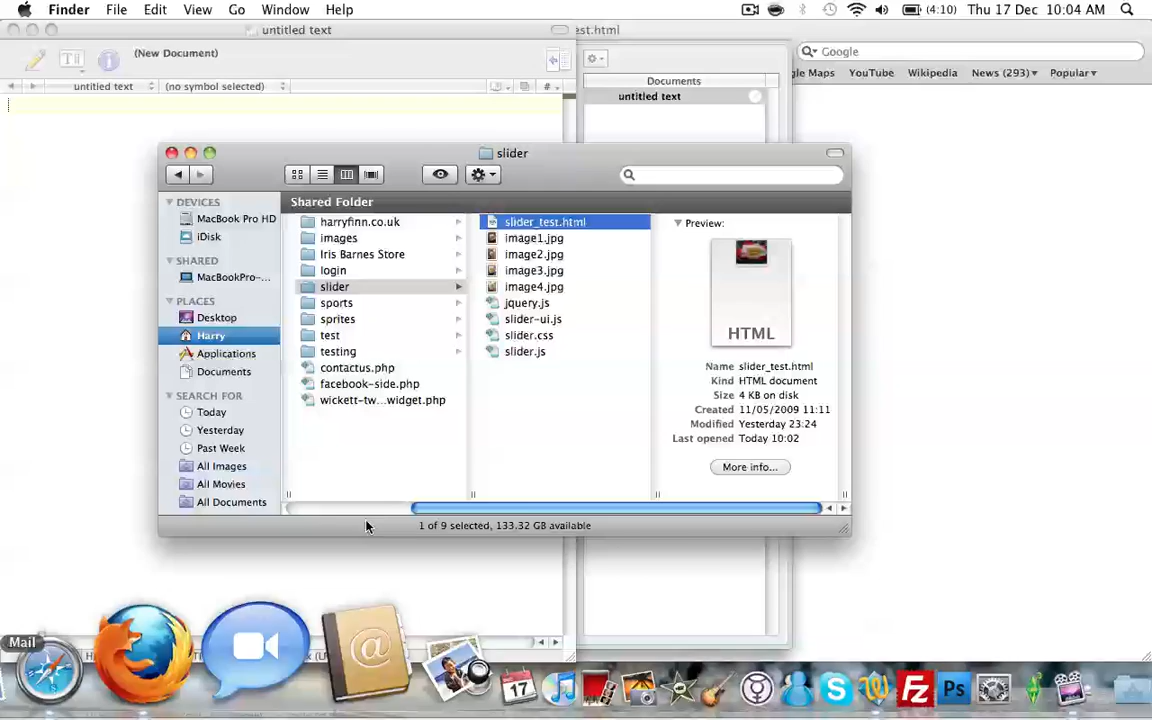 Finder File Edit View Go Window Help (4:10) Thu 17 Dec 10:04 AM
untitled text
est.html
(New Document)
Google
untitled text (no symbol selected) #
Documents
gle Maps YouTube Wikipedia News (293) Popular
untitled text
slider
DEVICES
MacBook Pro HD
iDisk
SHARED
MacBookPro-...
PLACES
Desktop
Harry
Applications
Documents
SEARCH FOR
Today
Yesterday
Past Week
All Images
All Movies
All Documents
Shared Folder
harryfinn.co.uk
images
Iris Barnes Store
login
slider
sports
sprites
test
testing
contactus.php
facebook-side.php
wickett-tw...widget.php
slider_test.html
image1.jpg
image2.jpg
image3.jpg
image4.jpg
jquery.js
slider-ui.js
slider.css
slider.js
Preview:
HTML
Name slider_test.html
Kind HTML document
Size 4 KB on disk
Created 11/05/2009 11:11
Modified Yesterday 23:24
Last opened Today 10:02
More info...
1 of 9 selected, 133.32 GB available
Mail
17
Fz
Ps